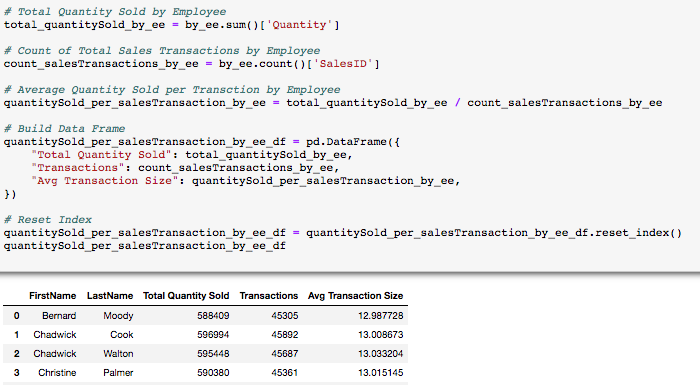 # Total Quantity Sold by Employee
total_quantitySold_by_ee = by_ee.sum()['Quantity']
# Count of Total Sales Transactions by Employee
count_salesTransactions_by_ee = by_ee.count()['SalesID']
# Average Quantity Sold per Transction by Employee
quantitySold_per_salesTransaction_by_ee = total_quantitySold_by_ee / count_salesTransactions_by_ee
# Build Data Frame
quantitySold_per_salesTransaction_by_ee_df = pd.DataFrame({
"Total Quantity Sold": total_quantitySold_by_ee,
"Transactions": count_salesTransactions_by_ee,
"Avg Transaction Size": quantitySold_per_salesTransaction_by_ee,
})
# Reset Index
quantitySold_per_salesTransaction_by_ee_df = quantitySold_per_salesTransaction_by_ee_df.reset_index()
quantitySold_per_salesTransaction_by_ee_df
FirstName LastName Total Quantity Sold Transactions Avg Transaction Size
0 Bernard Moody 588409 45305 12.987728
1 Chadwick Cook 596994 45892 13.008673
2 Chadwick Walton 595448 45687 13.033204
3 Christine Palmer 590380 45361 13.015145